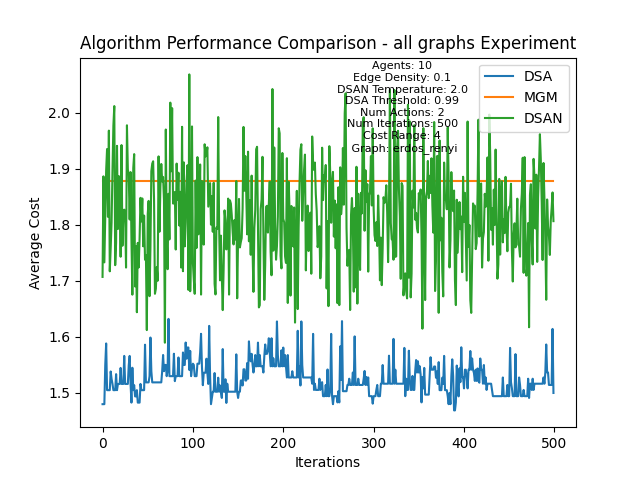 Algorithm Performance Comparison - all graphs Experiment
Agents: 10
Edge Density: 0.1
DSAN Temperature: 2.0
DSA Threshold: 0.99
Num Actions: 2
Num Iterations: 500
Cost Range: 4
Graph: erdos_renyi
DSA
MGM
DSAN
Average Cost
2.0
1.9
1.8
1.7
1.6
1.5
0
100
200
300
400
500
Iterations